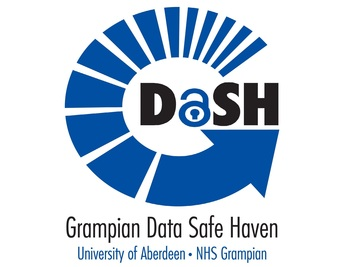 DaSH
Grampian Data Safe Haven
University of Aberdeen • NHS Grampian